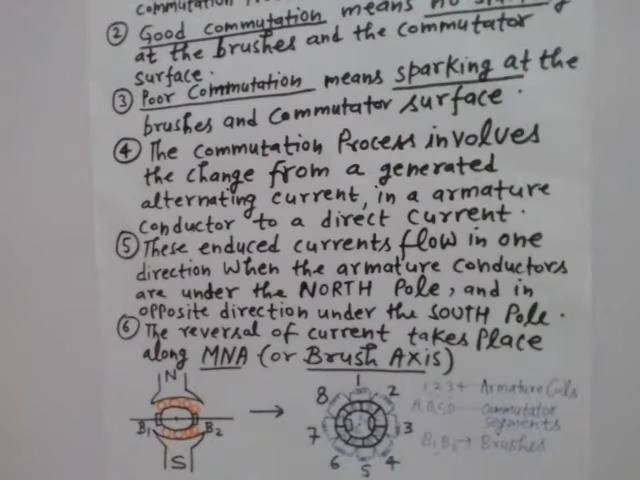 commutation
② Good commutation means no sparking
at the brushes and the commutator
surface.
③ Poor Commutation means sparking at the
brushes and Commutator surface.
④ The Commutation Process involves
the change from a generated
alternating current, in a armature
conductor to a direct current.
⑤ These enduced currents flow in one
direction when the armature conductors
are under the NORTH Pole, and in
opposite direction under the SOUTH Pole.
⑥ The reversal of current takes Place
along MNA (or Brush Axis)
N
B₁ B₂
S
1
2
3
4
5
6
7
8
1 2 3 4 Armature Coils
A, B, C, D commutator
segments
B₁ B₂ → Brushes